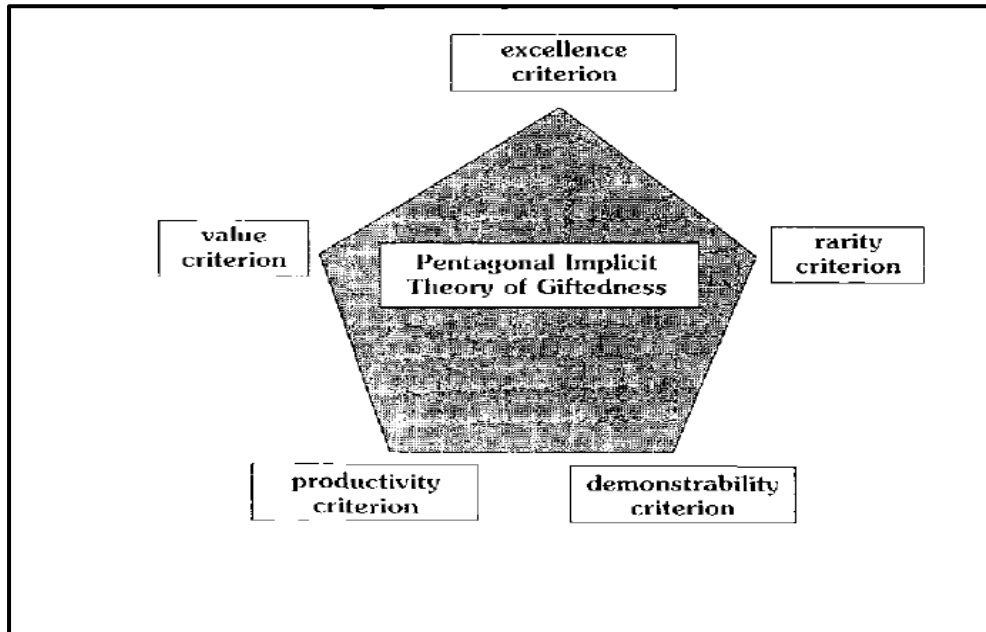 excellence
criterion
value
criterion
Pentagonal Implicit
Theory of Giftedness
rarity
criterion
productivity
criterion
demonstrability
criterion